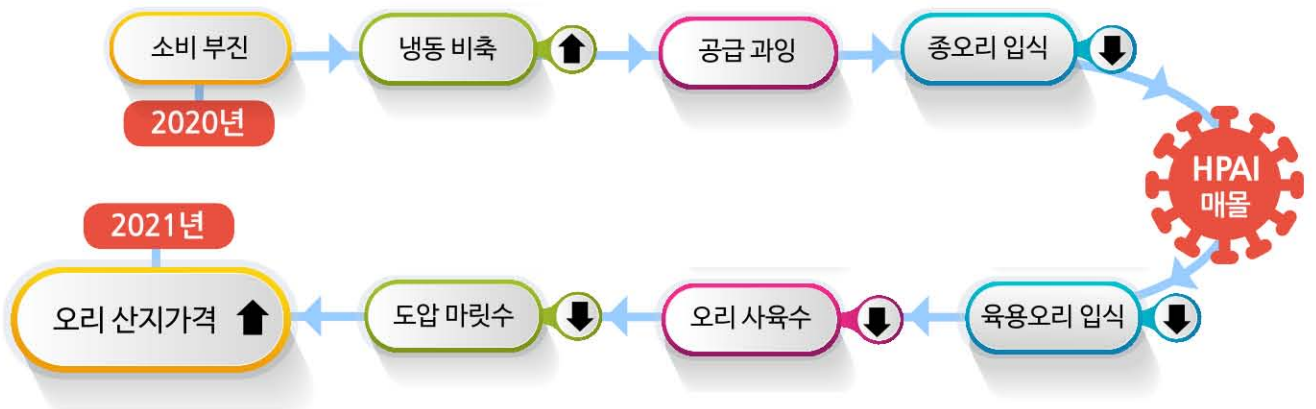 소비 부진
냉동 비축
공급 과잉
종오리 입식
2020년
HPAI
매몰
2021년
오리 산지가격
도압 마릿수
오리 사육수
육용오리 입식